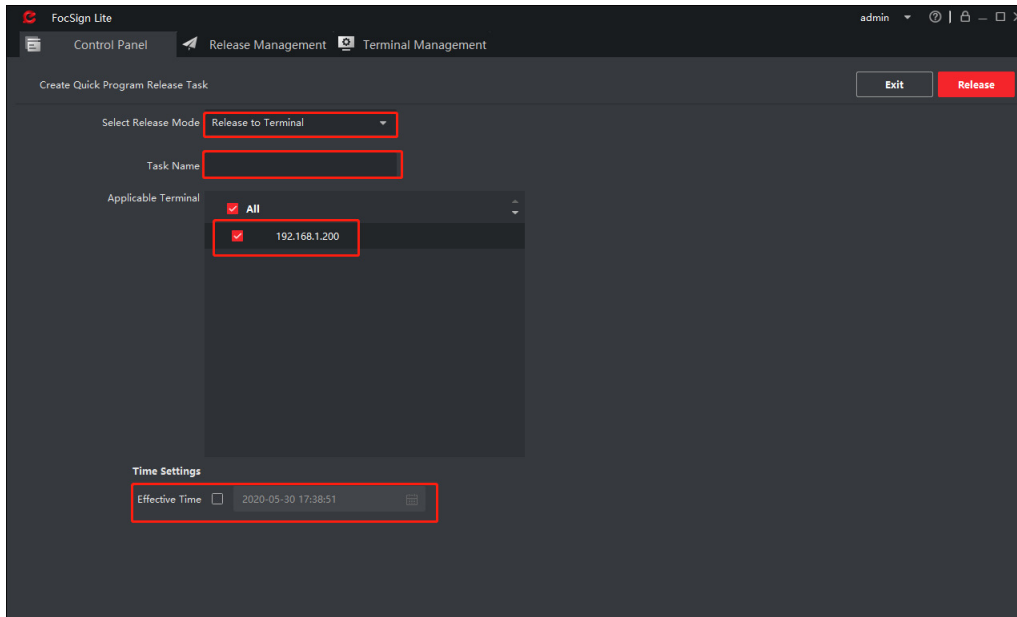 FocSign Lite admin
Control Panel Release Management Terminal Management
Create Quick Program Release Task Exit Release
Select Release Mode Release to Terminal
Task Name
Applicable Terminal
All
192.168.1.200
Time Settings
Effective Time 2020-05-30 17:38:51